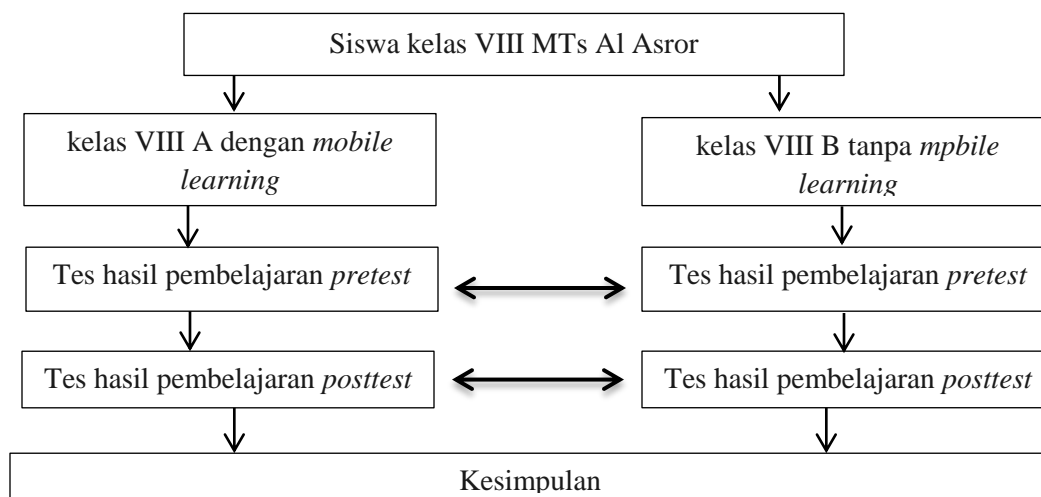 Siswa kelas VIII MTs Al Asror
kelas VIII A dengan mobile
learning
kelas VIII B tanpa mpbile
learning
Tes hasil pembelajaran pretest
Tes hasil pembelajaran pretest
Tes hasil pembelajaran posttest
Tes hasil pembelajaran posttest
Kesimpulan